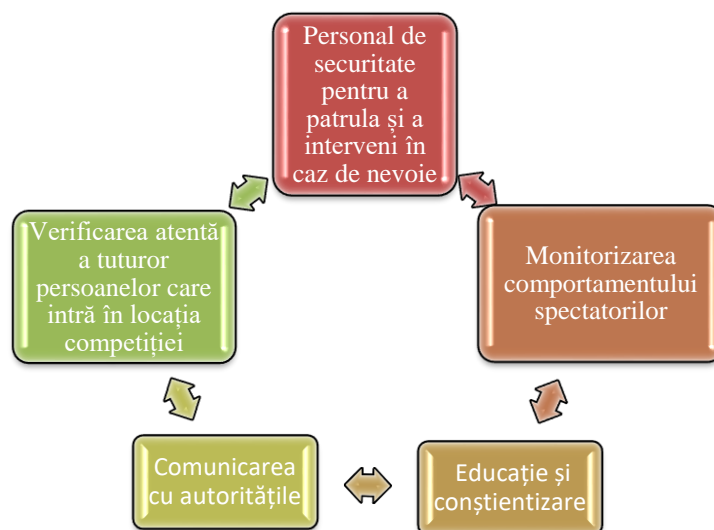 Personal de
securitate
pentru a
patrula și a
interveni în
caz de nevoie
Verificarea atentă
a tuturor
persoanelor care
intră în locația
competiției
Monitorizarea
comportamentului
spectatorilor
Comunicarea
cu autoritățile
Educație și
conștientizare